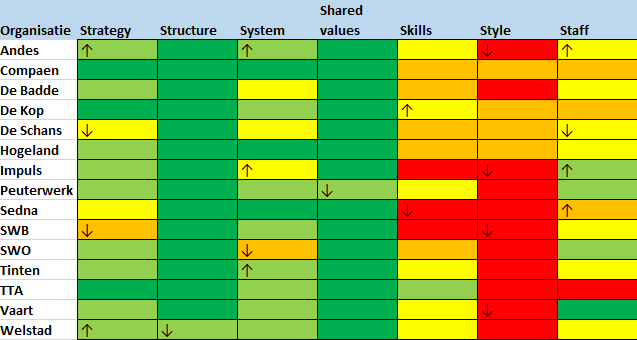 Organisatie Strategy Structure System Shared values Skills Style Staff
Andes ↑ ↑ ↓ ↑
Compaen
De Badde
De Kop ↑
De Schans ↓ ↓
Hogeland
Impuls ↑ ↓ ↑
Peuterwerk ↓
Sedna ↓ ↑
SWB ↓ ↓
SWO ↓
Tinten ↑
TTA
Vaart ↓
Welstad ↑ ↓